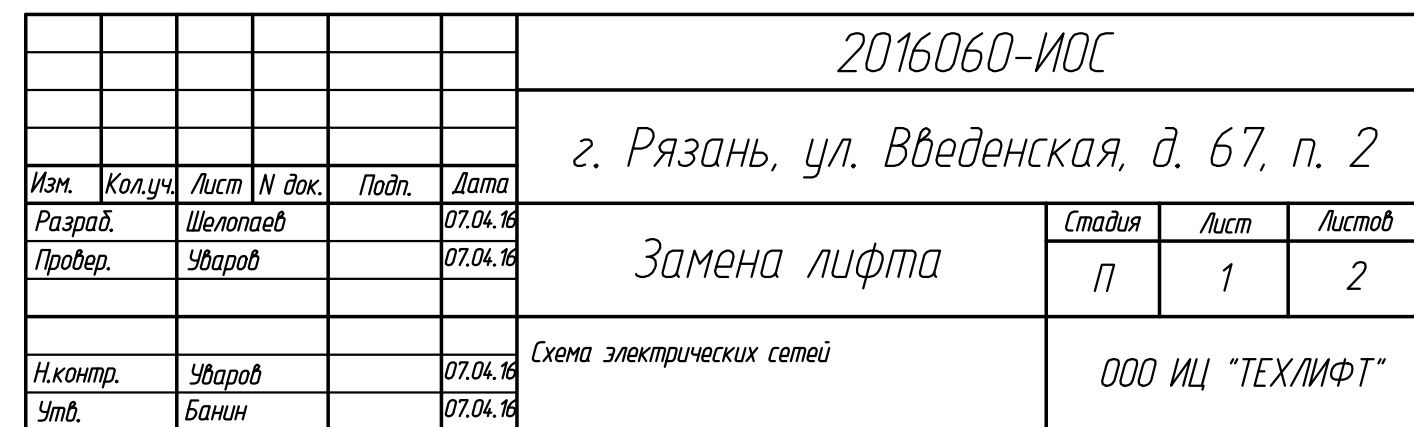 2016060-ИОС
г. Рязань, ул. Введенская, д. 67, п. 2
Изм. Кол.уч. Лист N док. Подп. Дата
Разраб. Шелопаев 07.04.16
Провер. Уваров 07.04.16
Замена лифта
Стадия Лист Листов
П 1 2
Н.контр. Уваров 07.04.16
Утв. Банин 07.04.16
Схема электрических сетей
ООО ИЦ "ТЕХЛИФТ"